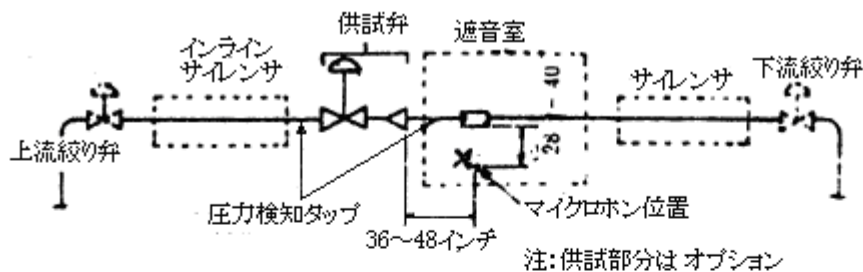 供試弁
遮音室
インライン
サイレンサ
サイレンサ
下流絞り弁
上流絞り弁
28 — 40
圧力検知タップ
マイクロホン位置
36～48インチ
注：供試部分は オプション